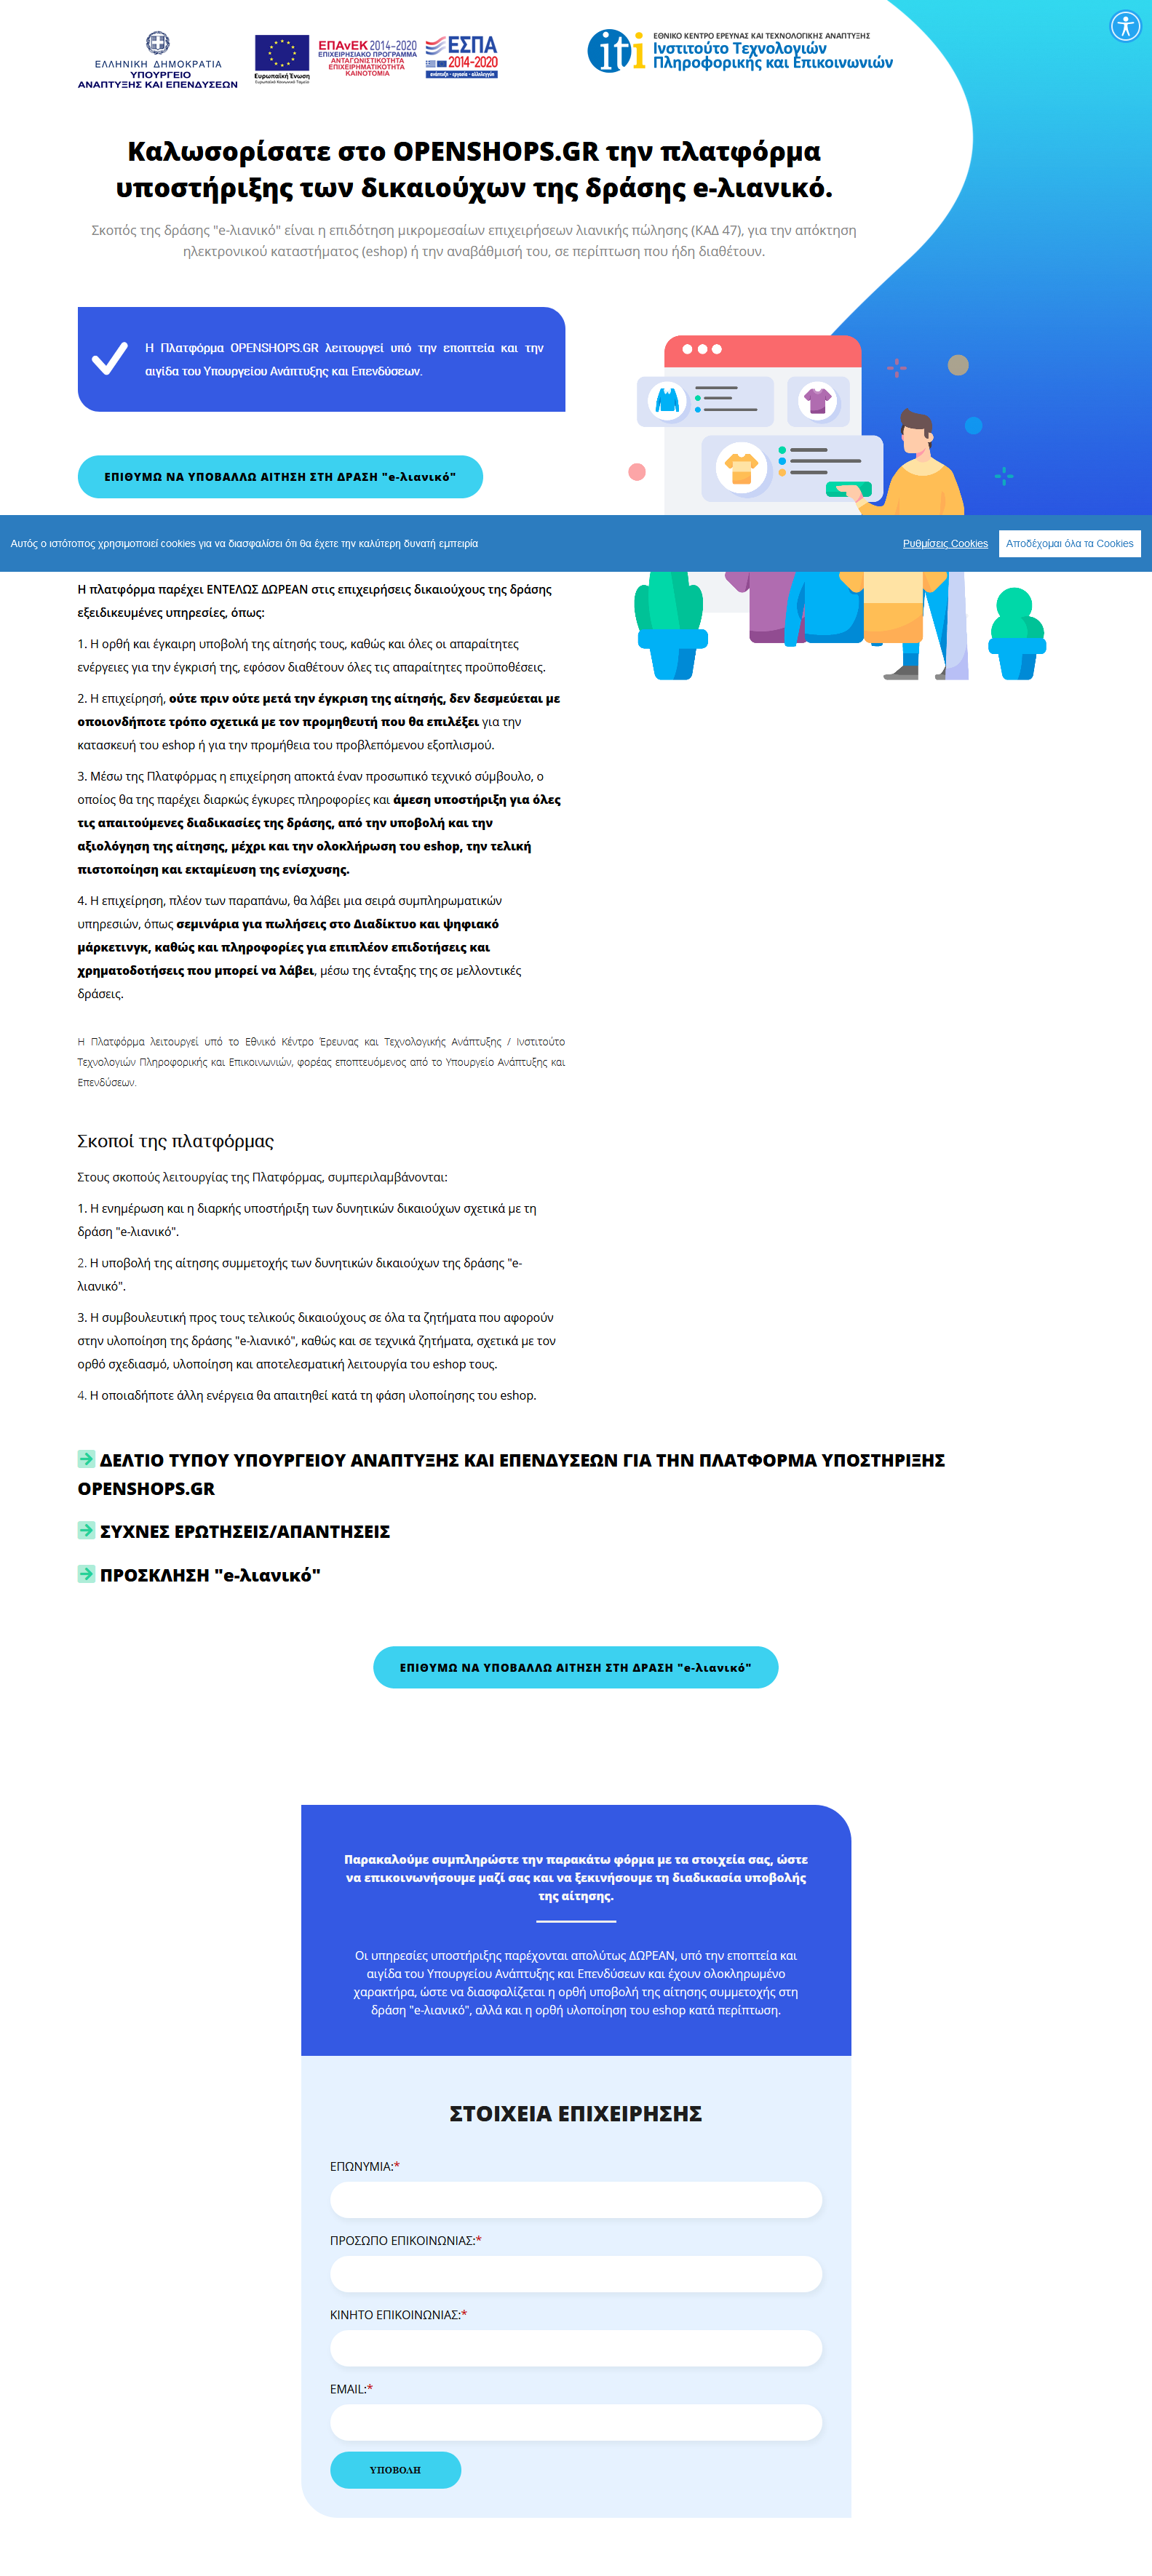 ΕΛΛΗΝΙΚΗ ΔΗΜΟΚΡΑΤΙΑ
ΥΠΟΥΡΓΕΙΟ
ΑΝΑΠΤΥΞΗΣ ΚΑΙ ΕΠΕΝΔΥΣΕΩΝ
Ευρωπαϊκή Ένωση
Ευρωπαϊκό Κοινωνικό Ταμείο
ΕΠΑνΕΚ 2014-2020
ΕΠΙΧΕΙΡΗΣΙΑΚΟ ΠΡΟΓΡΑΜΜΑ
ΑΝΤΑΓΩΝΙΣΤΙΚΟΤΗΤΑ
ΕΠΙΧΕΙΡΗΜΑΤΙΚΟΤΗΤΑ
ΚΑΙΝΟΤΟΜΙΑ
ΕΣΠΑ
2014-2020
ανάπτυξη - εργασία - αλληλεγγύη
iti
ΕΘΝΙΚΟ ΚΕΝΤΡΟ ΕΡΕΥΝΑΣ ΚΑΙ ΤΕΧΝΟΛΟΓΙΚΗΣ ΑΝΑΠΤΥΞΗΣ
Ινστιτούτο Τεχνολογιών
Πληροφορικής και Επικοινωνιών
Καλωσορίσατε στο OPENSHOPS.GR την πλατφόρμα
υποστήριξης των δικαιούχων της δράσης e-λιανικό.
Σκοπός της δράσης "e-λιανικό" είναι η επιδότηση μικρομεσαίων επιχειρήσεων λιανικής πώλησης (ΚΑΔ 47), για την απόκτηση
ηλεκτρονικού καταστήματος (eshop) ή την αναβάθμισή του, σε περίπτωση που ήδη διαθέτουν.
Η Πλατφόρμα OPENSHOPS.GR λειτουργεί υπό την εποπτεία και την
αιγίδα του Υπουργείου Ανάπτυξης και Επενδύσεων.
ΕΠΙΘΥΜΩ ΝΑ ΥΠΟΒΑΛΛΩ ΑΙΤΗΣΗ ΣΤΗ ΔΡΑΣΗ "e-λιανικό"
Αυτός ο ιστότοπος χρησιμοποιεί cookies για να διασφαλίσει ότι θα έχετε την καλύτερη δυνατή εμπειρία
Ρυθμίσεις Cookies
Αποδέχομαι όλα τα Cookies
Η πλατφόρμα παρέχει ΕΝΤΕΛΩΣ ΔΩΡΕΑΝ στις επιχειρήσεις δικαιούχους της δράσης
εξειδικευμένες υπηρεσίες, όπως:
1. Η ορθή και έγκαιρη υποβολή της αίτησής τους, καθώς και όλες οι απαραίτητες
ενέργειες για την έγκρισή της, εφόσον διαθέτουν όλες τις απαραίτητες προϋποθέσεις.
2. Η επιχείρησή, ούτε πριν ούτε μετά την έγκριση της αίτησής, δεν δεσμεύεται με
οποιονδήποτε τρόπο σχετικά με τον προμηθευτή που θα επιλέξει για την
κατασκευή του eshop ή για την προμήθεια του προβλεπόμενου εξοπλισμού.
3. Μέσω της Πλατφόρμας η επιχείρηση αποκτά έναν προσωπικό τεχνικό σύμβουλο, ο
οποίος θα της παρέχει διαρκώς έγκυρες πληροφορίες και άμεση υποστήριξη για όλες
τις απαιτούμενες διαδικασίες της δράσης, από την υποβολή και την
αξιολόγηση της αίτησης, μέχρι και την ολοκλήρωση του eshop, την τελική
πιστοποίηση και εκταμίευση της ενίσχυσης.
4. Η επιχείρηση, πλέον των παραπάνω, θα λάβει μια σειρά συμπληρωματικών
υπηρεσιών, όπως σεμινάρια για πωλήσεις στο Διαδίκτυο και ψηφιακό
μάρκετινγκ, καθώς και πληροφορίες για επιπλέον επιδοτήσεις και
χρηματοδοτήσεις που μπορεί να λάβει, μέσω της ένταξης της σε μελλοντικές
δράσεις.
Η Πλατφόρμα λειτουργεί υπό το Εθνικό Κέντρο Έρευνας και Τεχνολογικής Ανάπτυξης / Ινστιτούτο
Τεχνολογιών Πληροφορικής και Επικοινωνιών, φορέας εποπτευόμενος από το Υπουργείο Ανάπτυξης και
Επενδύσεων.
Σκοποί της πλατφόρμας
Στους σκοπούς λειτουργίας της Πλατφόρμας, συμπεριλαμβάνονται:
1. Η ενημέρωση και η διαρκής υποστήριξη των δυνητικών δικαιούχων σχετικά με τη
δράση "e-λιανικό".
2. Η υποβολή της αίτησης συμμετοχής των δυνητικών δικαιούχων της δράσης "e-
λιανικό".
3. Η συμβουλευτική προς τους τελικούς δικαιούχους σε όλα τα ζητήματα που αφορούν
στην υλοποίηση της δράσης "e-λιανικό", καθώς και σε τεχνικά ζητήματα, σχετικά με τον
ορθό σχεδιασμό, υλοποίηση και αποτελεσματική λειτουργία του eshop τους.
4. Η οποιαδήποτε άλλη ενέργεια θα απαιτηθεί κατά τη φάση υλοποίησης του eshop.
ΔΕΛΤΙΟ ΤΥΠΟΥ ΥΠΟΥΡΓΕΙΟΥ ΑΝΑΠΤΥΞΗΣ ΚΑΙ ΕΠΕΝΔΥΣΕΩΝ ΓΙΑ ΤΗΝ ΠΛΑΤΦΟΡΜΑ ΥΠΟΣΤΗΡΙΞΗΣ
OPENSHOPS.GR
ΣΥΧΝΕΣ ΕΡΩΤΗΣΕΙΣ/ΑΠΑΝΤΗΣΕΙΣ
ΠΡΟΣΚΛΗΣΗ "e-λιανικό"
ΕΠΙΘΥΜΩ ΝΑ ΥΠΟΒΑΛΛΩ ΑΙΤΗΣΗ ΣΤΗ ΔΡΑΣΗ "e-λιανικό"
Παρακαλούμε συμπληρώστε την παρακάτω φόρμα με τα στοιχεία σας, ώστε
να επικοινωνήσουμε μαζί σας και να ξεκινήσουμε τη διαδικασία υποβολής
της αίτησης.
Οι υπηρεσίες υποστήριξης παρέχονται απολύτως ΔΩΡΕΑΝ, υπό την εποπτεία και
αιγίδα του Υπουργείου Ανάπτυξης και Επενδύσεων και έχουν ολοκληρωμένο
χαρακτήρα, ώστε να διασφαλίζεται η ορθή υποβολή της αίτησης συμμετοχής στη
δράση "e-λιανικό", αλλά και η ορθή υλοποίηση του eshop κατά περίπτωση.
ΣΤΟΙΧΕΙΑ ΕΠΙΧΕΙΡΗΣΗΣ
ΕΠΩΝΥΜΙΑ:*
ΠΡΟΣΩΠΟ ΕΠΙΚΟΙΝΩΝΙΑΣ:*
ΚΙΝΗΤΟ ΕΠΙΚΟΙΝΩΝΙΑΣ:*
EMAIL:*
ΥΠΟΒΟΛΗ